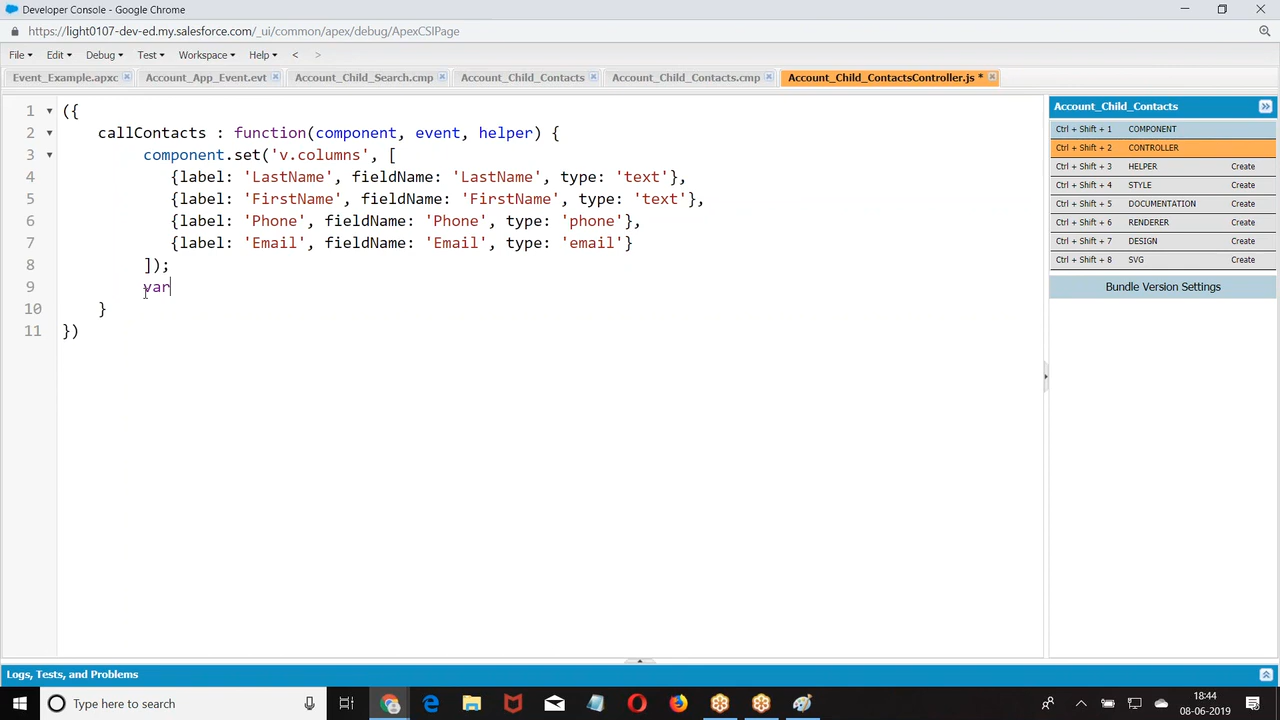 Developer Console - Google Chrome
https://light0107-dev-ed.my.salesforce.com/_ui/common/apex/debug/ApexCSIPage
File Edit Debug Test Workspace Help < >
Event_Example.apxc Account_App_Event.evt Account_Child_Search.cmp Account_Child_Contacts Account_Child_Contacts.cmp Account_Child_ContactsController.js *
1 ({
2 callContacts : function(component, event, helper) {
3 component.set('v.columns', [
4 {label: 'LastName', fieldName: 'LastName', type: 'text'},
5 {label: 'FirstName', fieldName: 'FirstName', type: 'text'},
6 {label: 'Phone', fieldName: 'Phone', type: 'phone'},
7 {label: 'Email', fieldName: 'Email', type: 'email'}
8 ]);
9 var
10 }
11 })
Account_Child_Contacts
Ctrl + Shift + 1 COMPONENT
Ctrl + Shift + 2 CONTROLLER
Ctrl + Shift + 3 HELPER Create
Ctrl + Shift + 4 STYLE Create
Ctrl + Shift + 5 DOCUMENTATION Create
Ctrl + Shift + 6 RENDERER Create
Ctrl + Shift + 7 DESIGN Create
Ctrl + Shift + 8 SVG Create
Bundle Version Settings
Logs, Tests, and Problems
Type here to search
18:44
08-06-2019